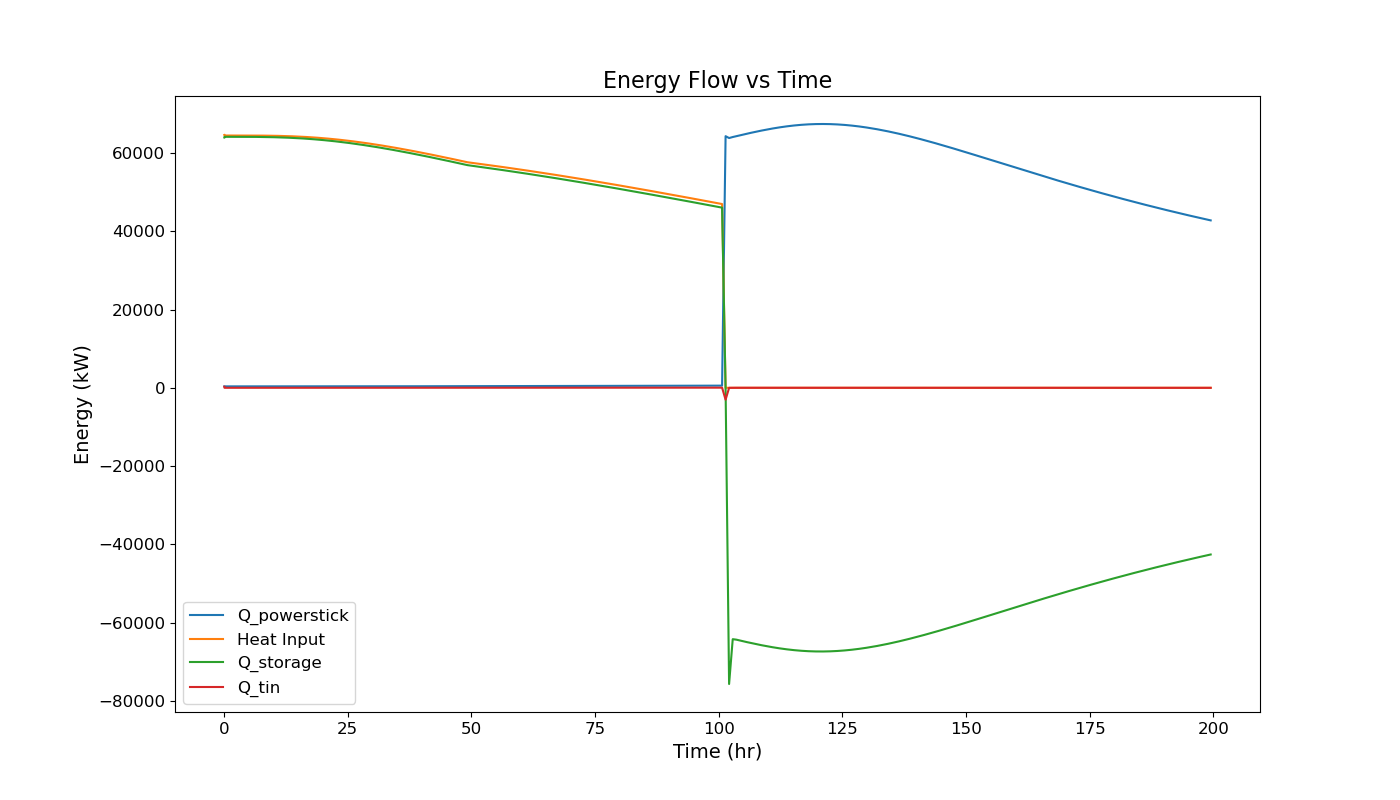 Energy Flow vs Time
Energy (kW)
60000
40000
20000
0
−20000
−40000
−60000
−80000
Q_powerstick
Heat Input
Q_storage
Q_tin
0 25 50 75 100 125 150 175 200
Time (hr)